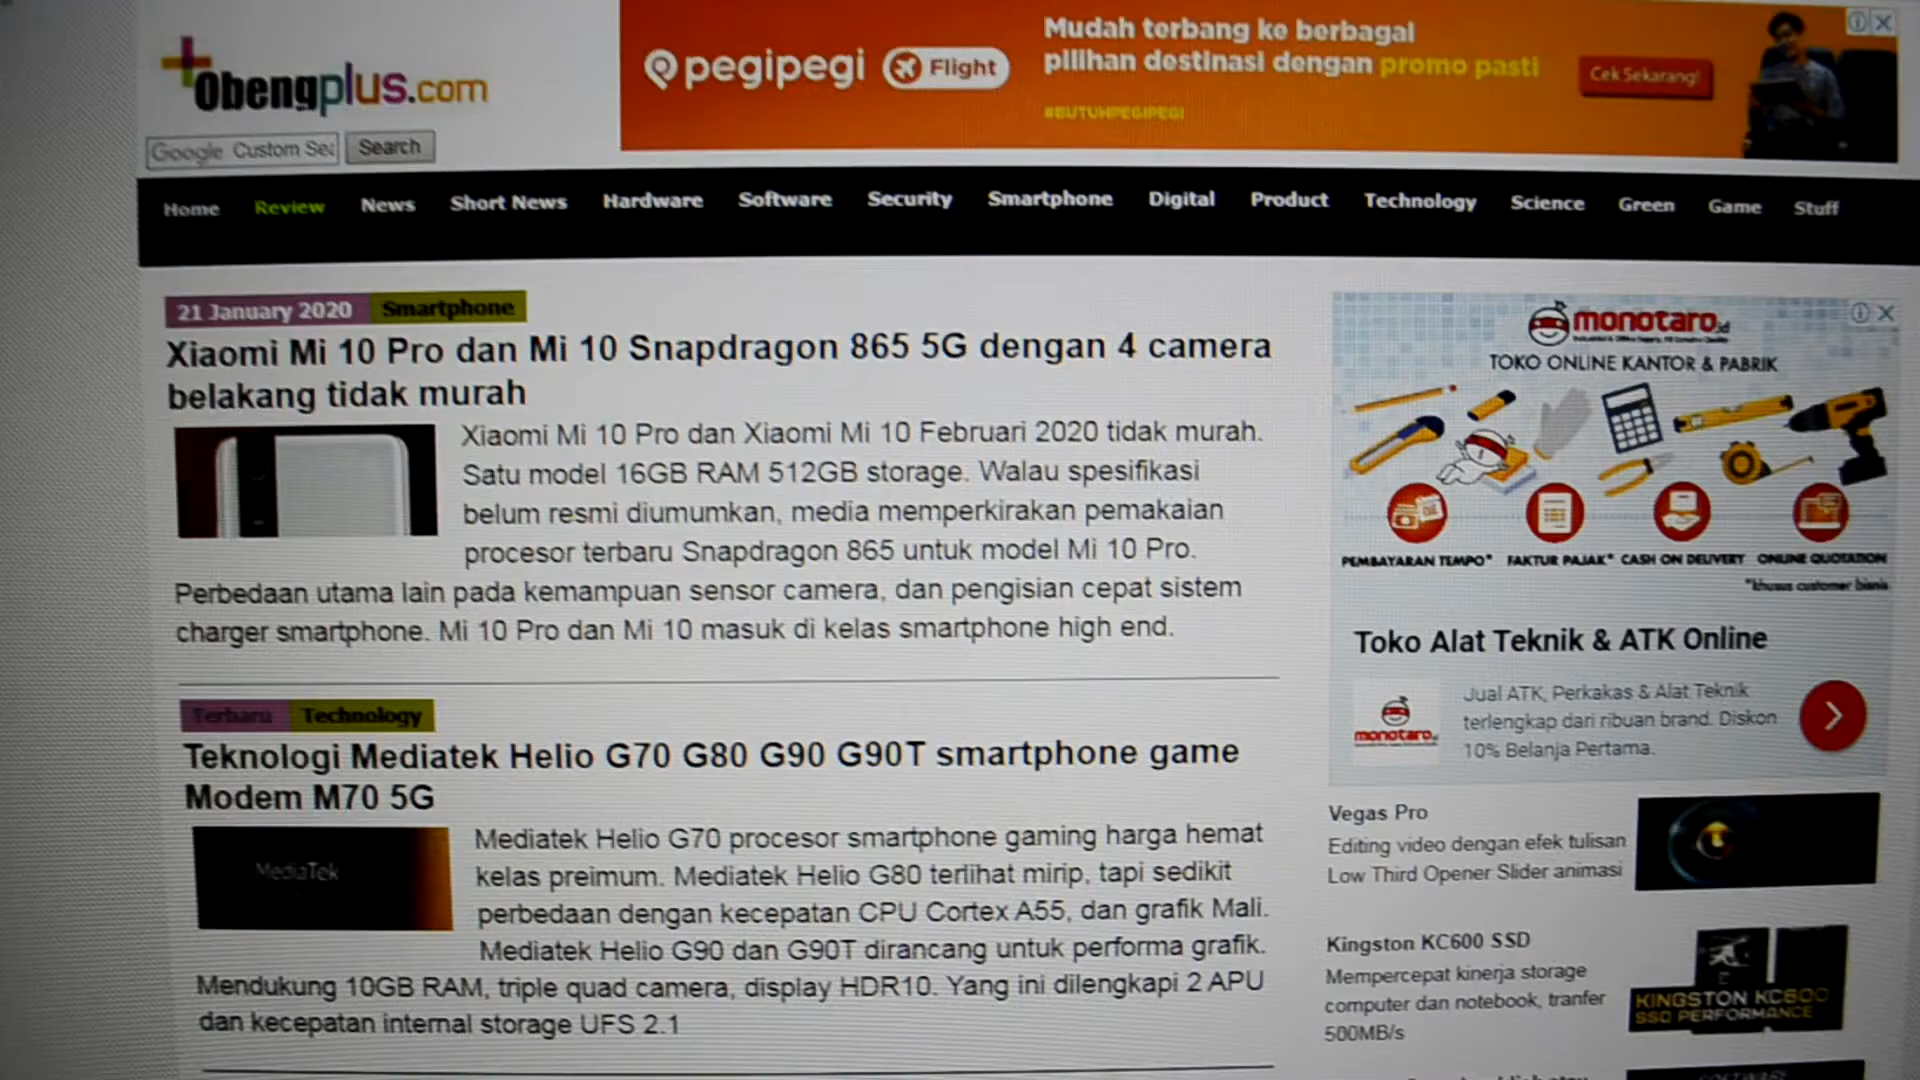 Obengplus.com
Google Custom Sea
Search
pegipegi Flight
Mudah terbang ke berbagai
pilihan destinasi dengan promo pasti
#BUTUHPEGIPEGI
Cek Sekarang!
Home Review News Short News Hardware Software Security Smartphone Digital Product Technology Science Green Game Stuff
21 January 2020 Smartphone
Xiaomi Mi 10 Pro dan Mi 10 Snapdragon 865 5G dengan 4 camera
belakang tidak murah
Xiaomi Mi 10 Pro dan Xiaomi Mi 10 Februari 2020 tidak murah.
Satu model 16GB RAM 512GB storage. Walau spesifikasi
belum resmi diumumkan, media memperkirakan pemakaian
procesor terbaru Snapdragon 865 untuk model Mi 10 Pro.
Perbedaan utama lain pada kemampuan sensor camera, dan pengisian cepat sistem
charger smartphone. Mi 10 Pro dan Mi 10 masuk di kelas smartphone high end.
Terbaru Technology
Teknologi Mediatek Helio G70 G80 G90 G90T smartphone game
Modem M70 5G
MediaTek
Mediatek Helio G70 procesor smartphone gaming harga hemat
kelas preimum. Mediatek Helio G80 terlihat mirip, tapi sedikit
perbedaan dengan kecepatan CPU Cortex A55, dan grafik Mali.
Mediatek Helio G90 dan G90T dirancang untuk performa grafik.
Mendukung 10GB RAM, triple quad camera, display HDR10. Yang ini dilengkapi 2 APU
dan kecepatan internal storage UFS 2.1
monotaro.id
TOKO ONLINE KANTOR & PABRIK
PEMBAYARAN TEMPO* FAKTUR PAJAK* CASH ON DELIVERY ONLINE QUOTATION
*khusus customer bisnis
Toko Alat Teknik & ATK Online
monotaro.id
Jual ATK, Perkakas & Alat Teknik
terlengkap dari ribuan brand. Diskon
10% Belanja Pertama.
Vegas Pro
Editing video dengan efek tulisan
Low Third Opener Slider animasi
Kingston KC600 SSD
Mempercepat kinerja storage
computer dan notebook, tranfer
500MB/s
KINGSTON KC600
SSD PERFORMANCE